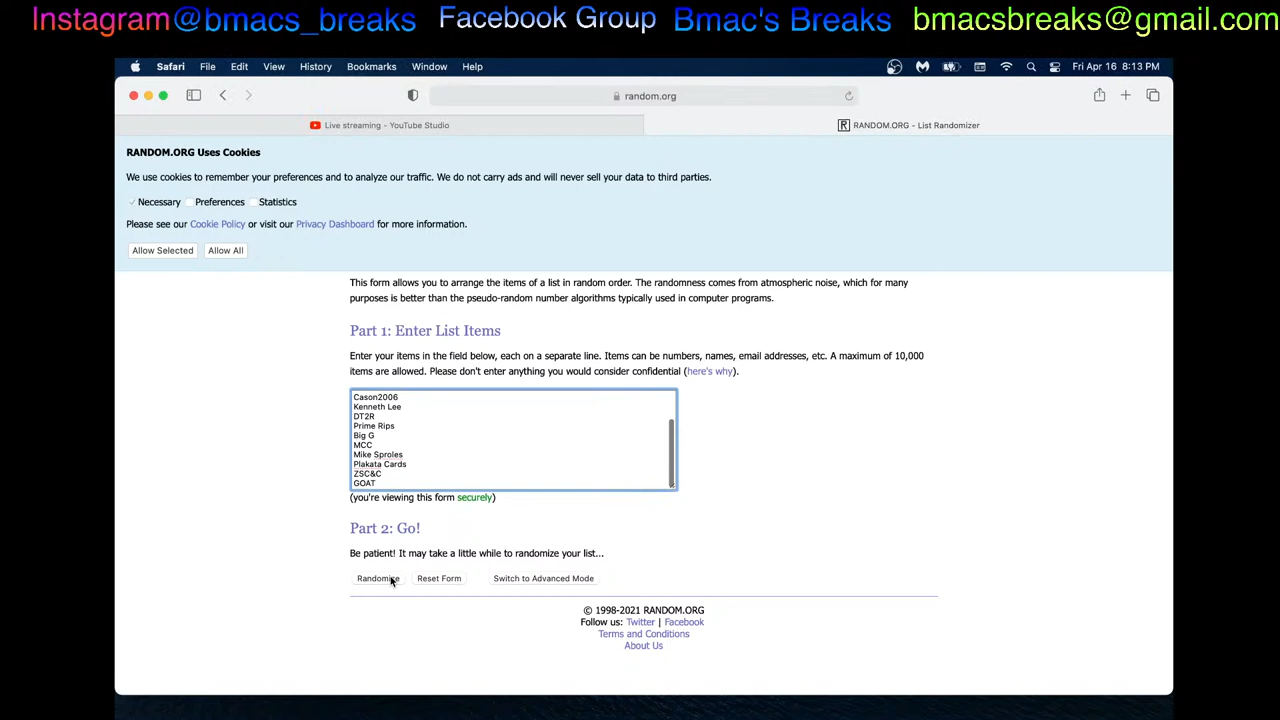 Instagram@bmacs_breaks Facebook Group Bmac's Breaks bmacsbreaks@gmail.com
Safari File Edit View History Bookmarks Window Help Fri Apr 16 8:13 PM
random.org
Live streaming - YouTube Studio RANDOM.ORG - List Randomizer
RANDOM.ORG Uses Cookies
We use cookies to remember your preferences and to analyze our traffic. We do not carry ads and will never sell your data to third parties.
Necessary Preferences Statistics
Please see our Cookie Policy or visit our Privacy Dashboard for more information.
Allow Selected Allow All
This form allows you to arrange the items of a list in random order. The randomness comes from atmospheric noise, which for many
purposes is better than the pseudo-random number algorithms typically used in computer programs.
Part 1: Enter List Items
Enter your items in the field below, each on a separate line. Items can be numbers, names, email addresses, etc. A maximum of 10,000
items are allowed. Please don't enter anything you would consider confidential (here's why).
Cason2006
Kenneth Lee
DT2R
Prime Rips
Big G
MCC
Mike Sproles
Plakata Cards
ZSC&C
GOAT
(you're viewing this form securely)
Part 2: Go!
Be patient! It may take a little while to randomize your list...
Randomize Reset Form Switch to Advanced Mode
© 1998-2021 RANDOM.ORG
Follow us: Twitter | Facebook
Terms and Conditions
About Us